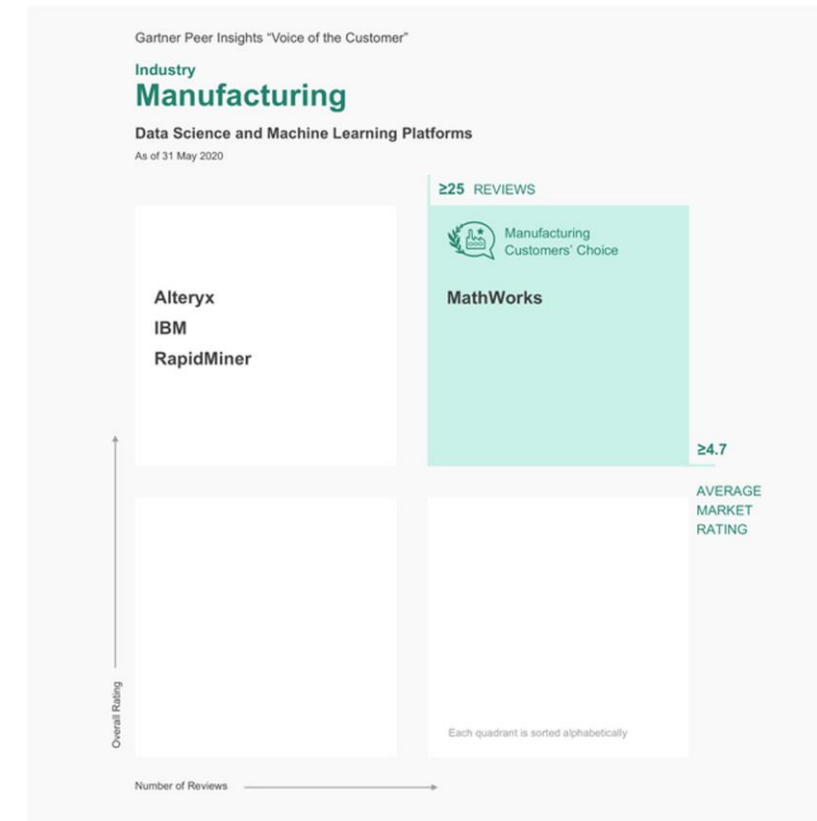 Gartner Peer Insights “Voice of the Customer”
Industry
Manufacturing
Data Science and Machine Learning Platforms
As of 31 May 2020
≥25 REVIEWS
Manufacturing
Customers’ Choice
Alteryx
IBM
RapidMiner
MathWorks
≥4.7
AVERAGE
MARKET
RATING
Overall Rating
Each quadrant is sorted alphabetically
Number of Reviews